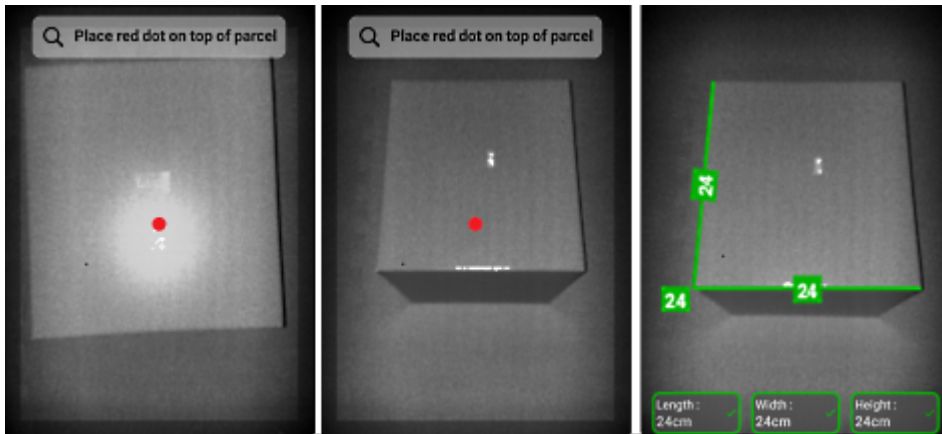 Place red dot on top of parcel
Place red dot on top of parcel
24
24
24
Length :
24cm
Width :
24cm
Height :
24cm